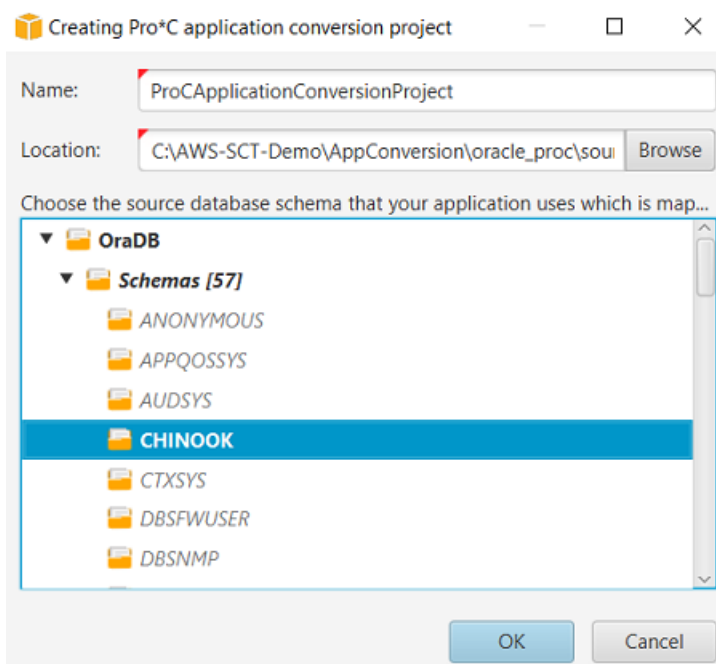 Creating Pro*C application conversion project
Name: ProCApplicationConversionProject
Location: C:\AWS-SCT-Demo\AppConversion\oracle_proc\sour Browse
Choose the source database schema that your application uses which is map...
OraDB
Schemas [57]
ANONYMOUS
APPQOSSYS
AUDSYS
CHINOOK
CTXSYS
DBSFWUSER
DBSNMP
OK Cancel